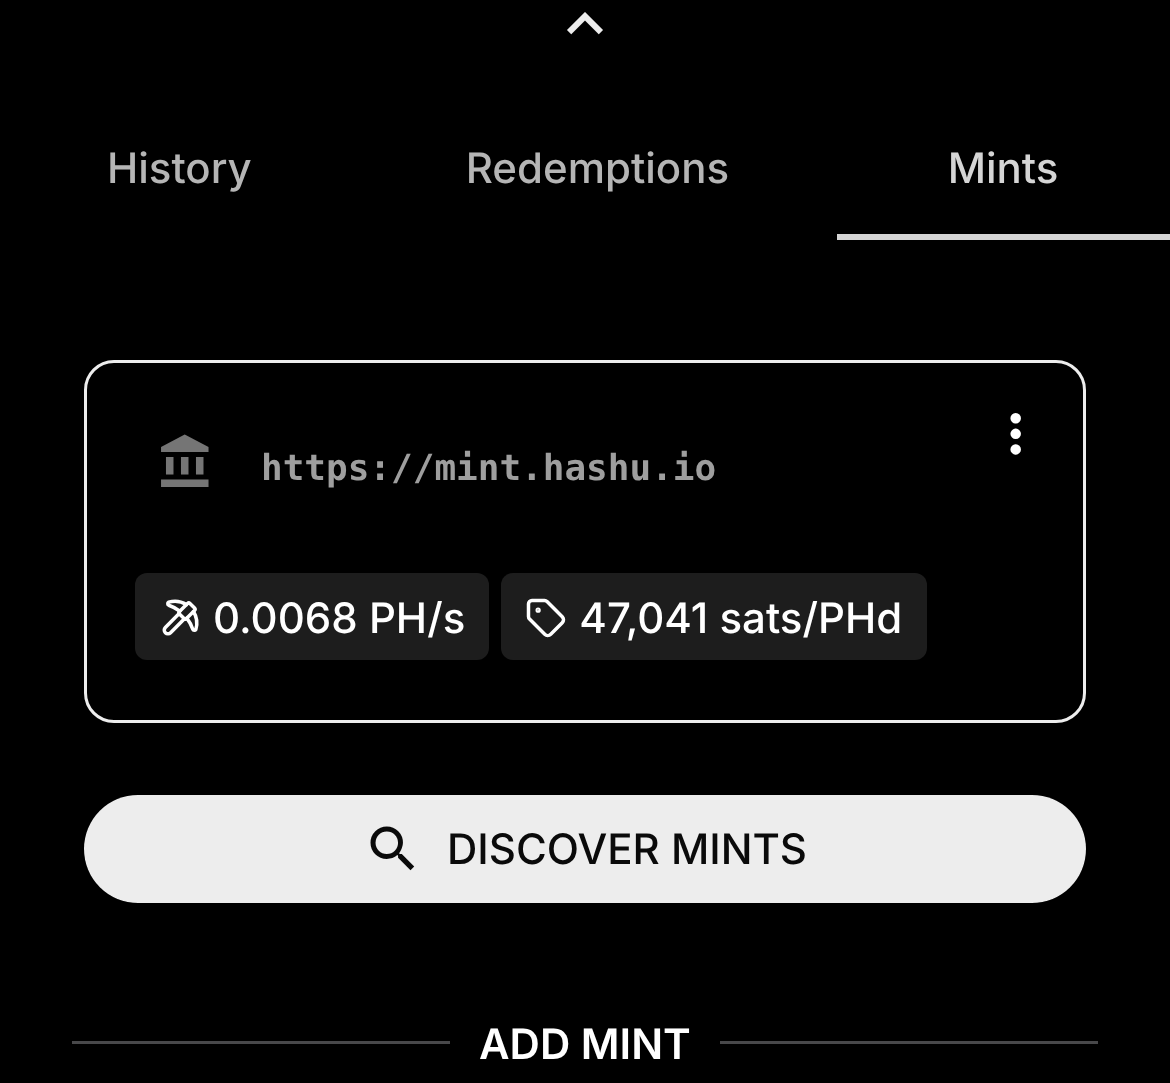 History Redemptions Mints
https://mint.hashu.io
0.0068 PH/s 47,041 sats/PHd
DISCOVER MINTS
ADD MINT